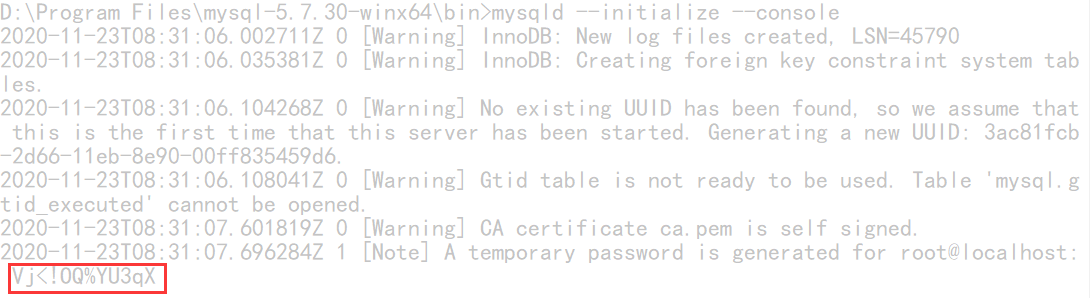 D:\Program Files\mysql-5.7.30-winx64\bin>mysqld --initialize --console
2020-11-23T08:31:06.002711Z 0 [Warning] InnoDB: New log files created, LSN=45790
2020-11-23T08:31:06.035381Z 0 [Warning] InnoDB: Creating foreign key constraint system tab
les.
2020-11-23T08:31:06.104268Z 0 [Warning] No existing UUID has been found, so we assume that
 this is the first time that this server has been started. Generating a new UUID: 3ac81fcb
-2d66-11eb-8e90-00ff835459d6.
2020-11-23T08:31:06.108041Z 0 [Warning] Gtid table is not ready to be used. Table 'mysql.g
tid_executed' cannot be opened.
2020-11-23T08:31:07.601819Z 0 [Warning] CA certificate ca.pem is self signed.
2020-11-23T08:31:07.696284Z 1 [Note] A temporary password is generated for root@localhost:
 Vj<!OQ%YU3qX